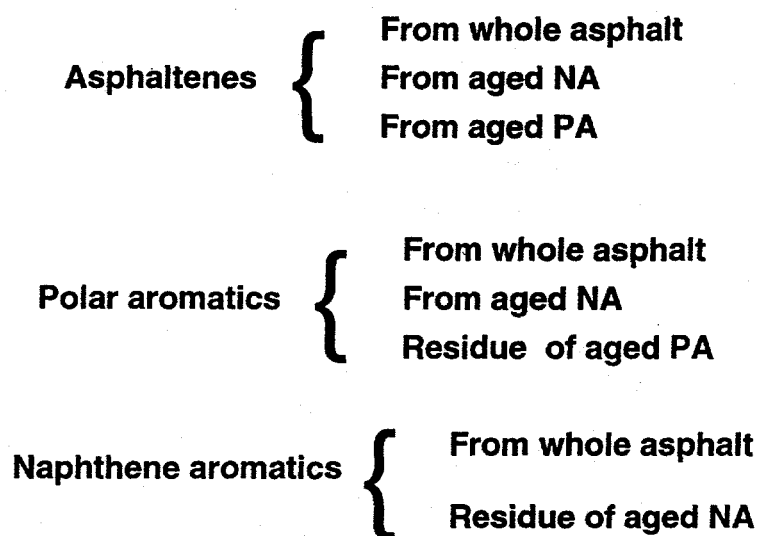 From whole asphalt
Asphaltenes { From aged NA
From aged PA
From whole asphalt
Polar aromatics { From aged NA
Residue of aged PA
Naphthene aromatics { From whole asphalt
Residue of aged NA